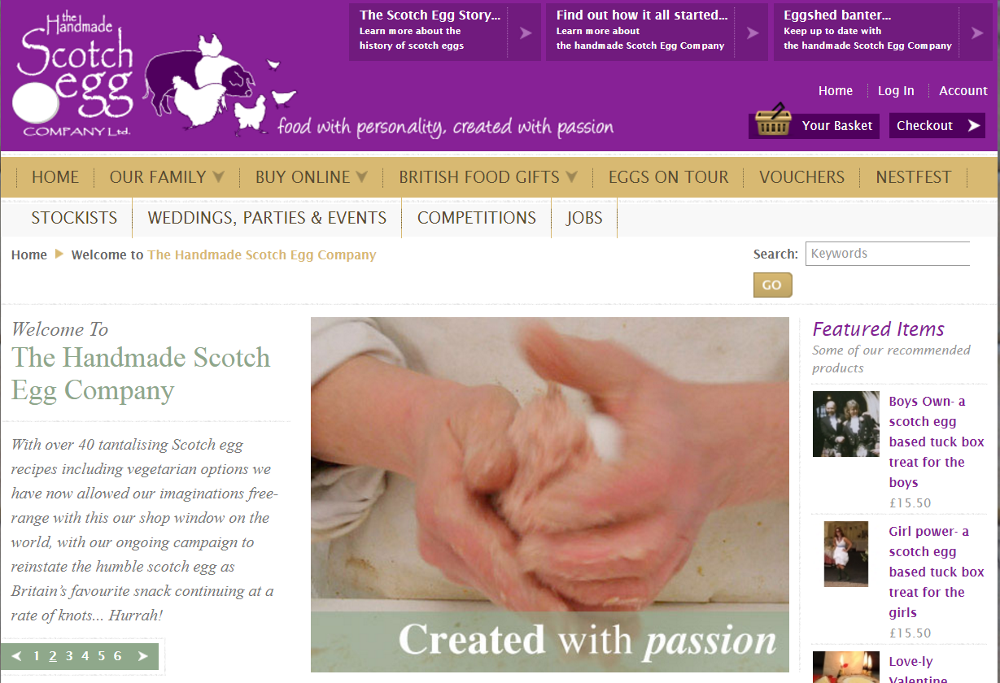 the
Handmade
Scotch
egg
COMPANY Ltd.
food with personality, created with passion
The Scotch Egg Story...
Learn more about the
history of scotch eggs
Find out how it all started...
Learn more about
the handmade Scotch Egg Company
Eggshed banter...
Keep up to date with
the handmade Scotch Egg Company
Home Log In Account
Your Basket Checkout
HOME OUR FAMILY BUY ONLINE BRITISH FOOD GIFTS EGGS ON TOUR VOUCHERS NESTFEST
STOCKISTS WEDDINGS, PARTIES & EVENTS COMPETITIONS JOBS
Home Welcome to The Handmade Scotch Egg Company
Search: Keywords
GO
Welcome To
The Handmade Scotch
Egg Company
With over 40 tantalising Scotch egg
recipes including vegetarian options we
have now allowed our imaginations free-
range with this our shop window on the
world, with our ongoing campaign to
reinstate the humble scotch egg as
Britain's favourite snack continuing at a
rate of knots... Hurrah!
1 2 3 4 5 6
Created with passion
Featured Items
Some of our recommended
products
Boys Own- a
scotch egg
based tuck box
treat for the
boys
£15.50
Girl power- a
scotch egg
based tuck box
treat for the
girls
£15.50
Love-ly
Valentine